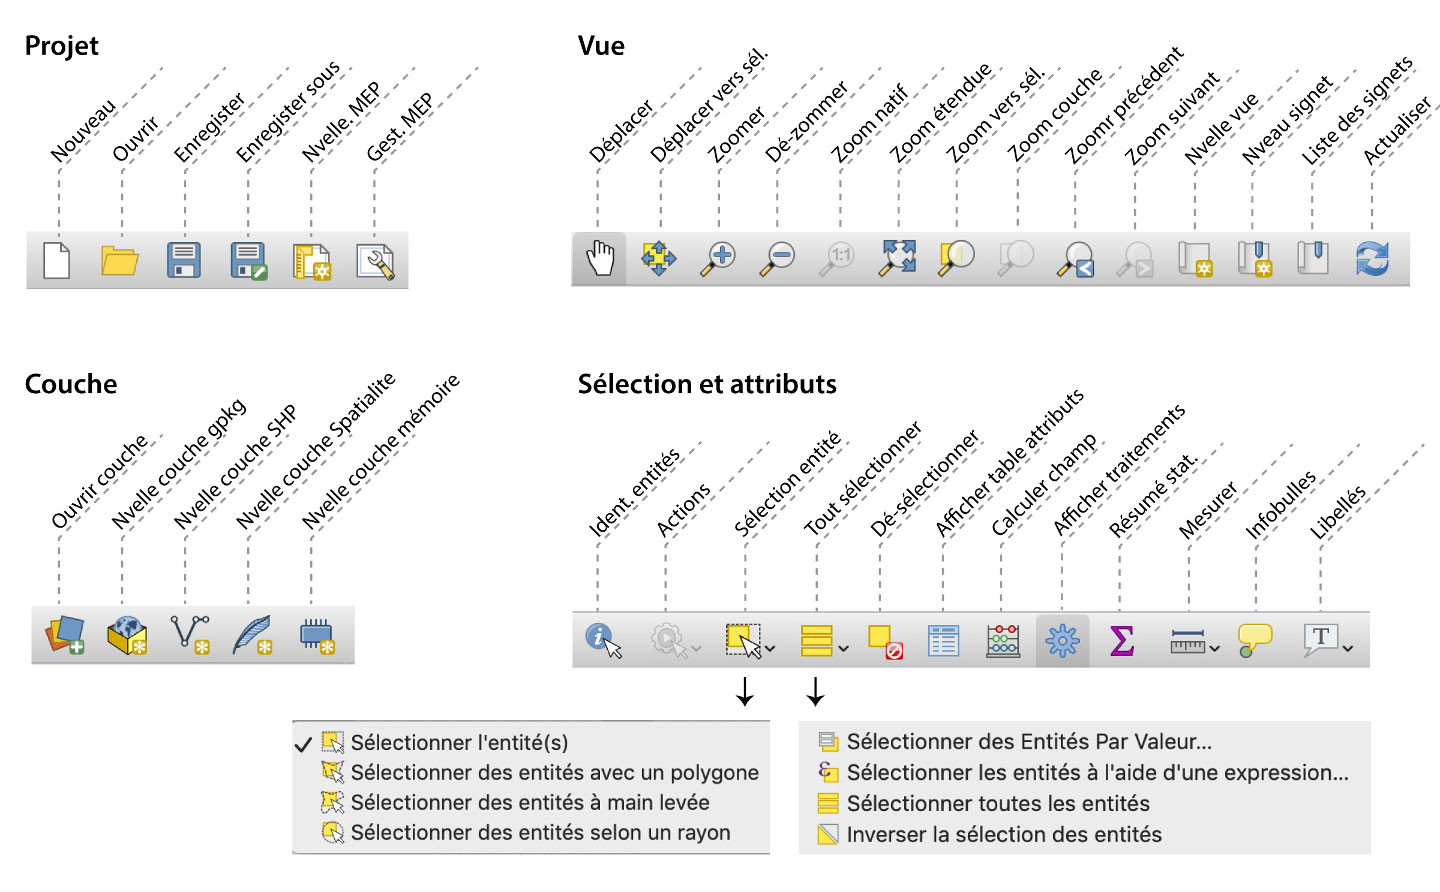 Projet
Nouveau
Ouvrir
Enregister
Enregister sous
Nvelle. MEP
Gest. MEP
Vue
Déplacer
Déplacer vers sél.
Zoomer
Dé-zommer
Zoom natif
Zoom étendue
Zoom vers sél.
Zoom couche
Zoomr précédent
Zoom suivant
Nvelle vue
Nveau signet
Liste des signets
Actualiser
1:1
Couche
Ouvrir couche
Nvelle couche gpkg
Nvelle couche SHP
Nvelle couche Spatialite
Nvelle couche mémoire
Sélection et attributs
Ident. entités
Actions
Sélection entité
Tout sélectionner
Dé-sélectionner
Afficher table attributs
Calculer champ
Afficher traitements
Résumé stat.
Mesurer
Infobulles
Libellés
i
Σ
T
Sélectionner l'entité(s)
Sélectionner des entités avec un polygone
Sélectionner des entités à main levée
Sélectionner des entités selon un rayon
Sélectionner des Entités Par Valeur...
ε Sélectionner les entités à l'aide d'une expression...
Sélectionner toutes les entités
Inverser la sélection des entités